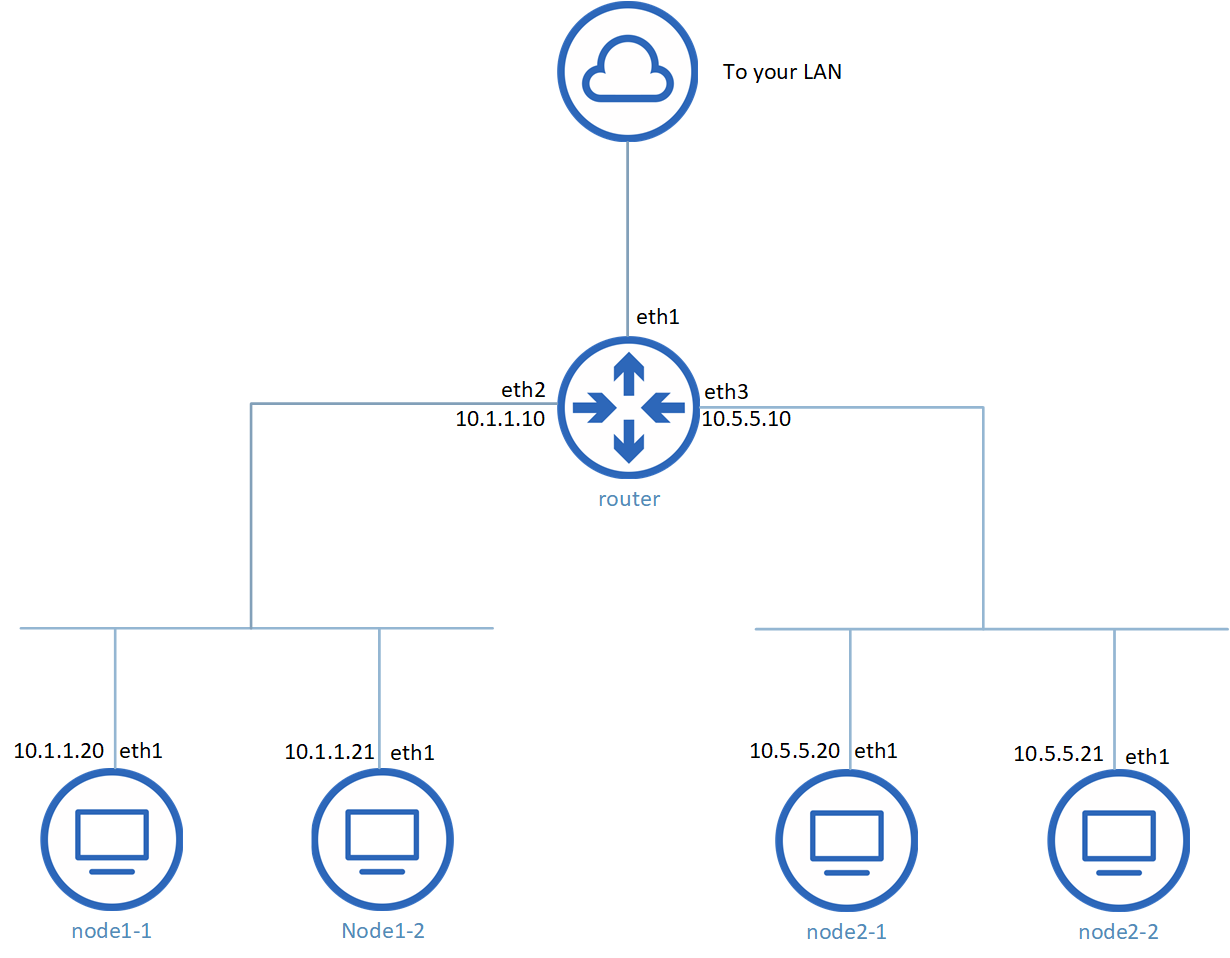 To your LAN
eth1
eth2
eth3
10.1.1.10
10.5.5.10
router
10.1.1.20 eth1
10.1.1.21 eth1
10.5.5.20 eth1
10.5.5.21 eth1
node1-1
Node1-2
node2-1
node2-2